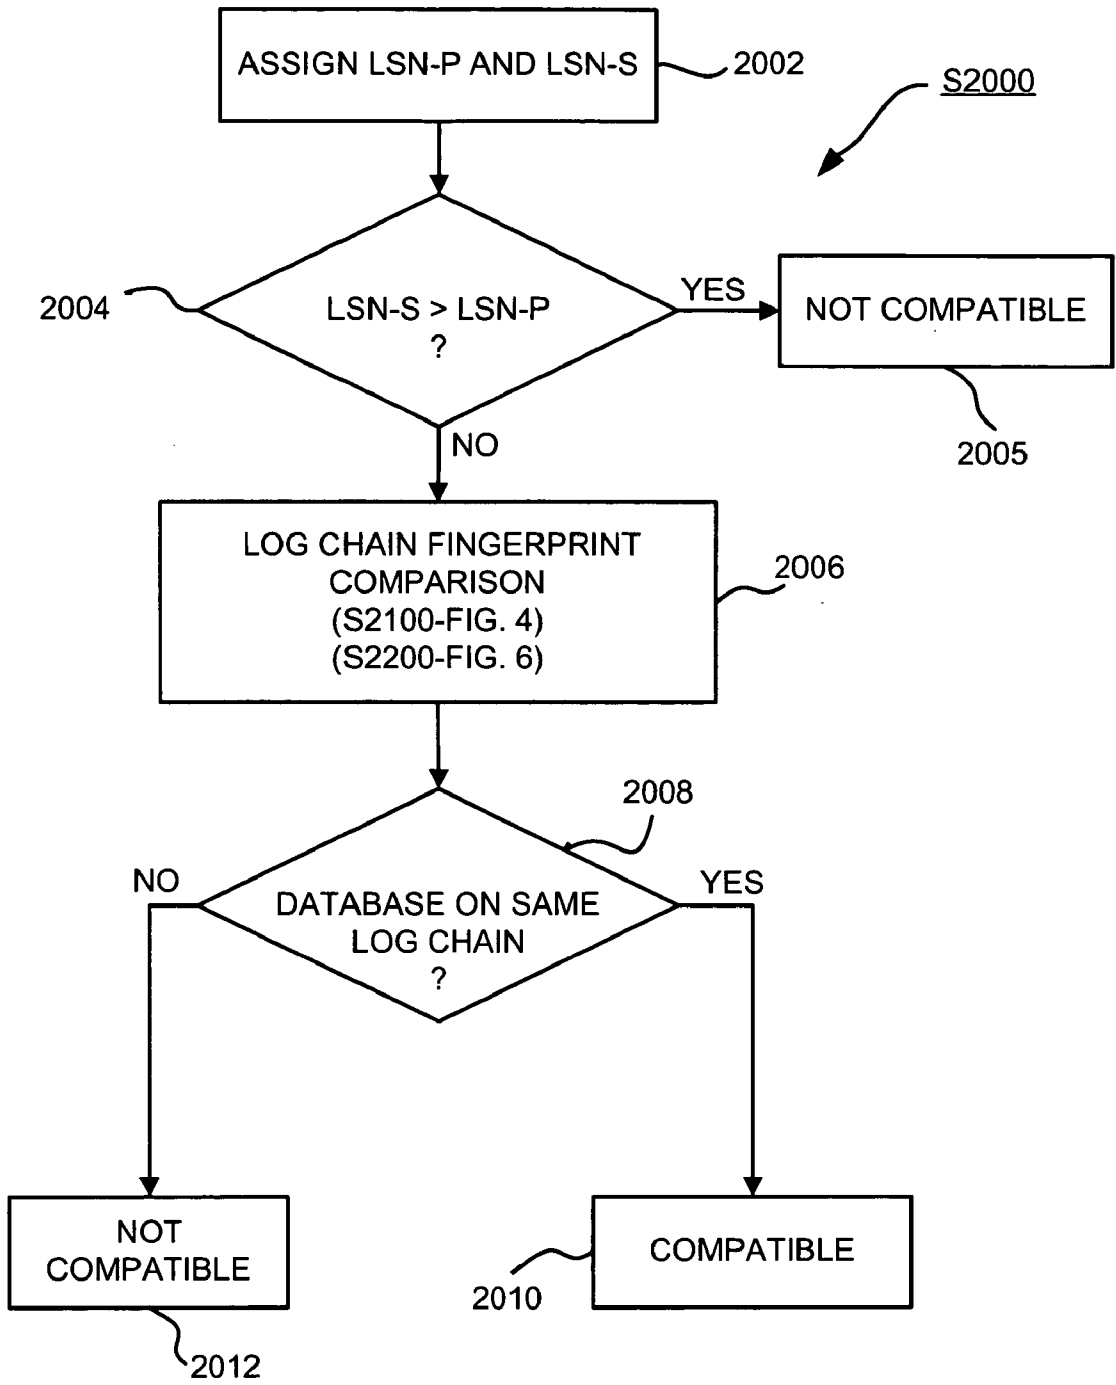 ASSIGN LSN-P AND LSN-S
2002
S2000
2004
LSN-S > LSN-P
?
YES
NOT COMPATIBLE
2005
NO
LOG CHAIN FINGERPRINT
COMPARISON
(S2100-FIG. 4)
(S2200-FIG. 6)
2006
2008
NO
YES
DATABASE ON SAME
LOG CHAIN
?
NOT
COMPATIBLE
COMPATIBLE
2010
2012